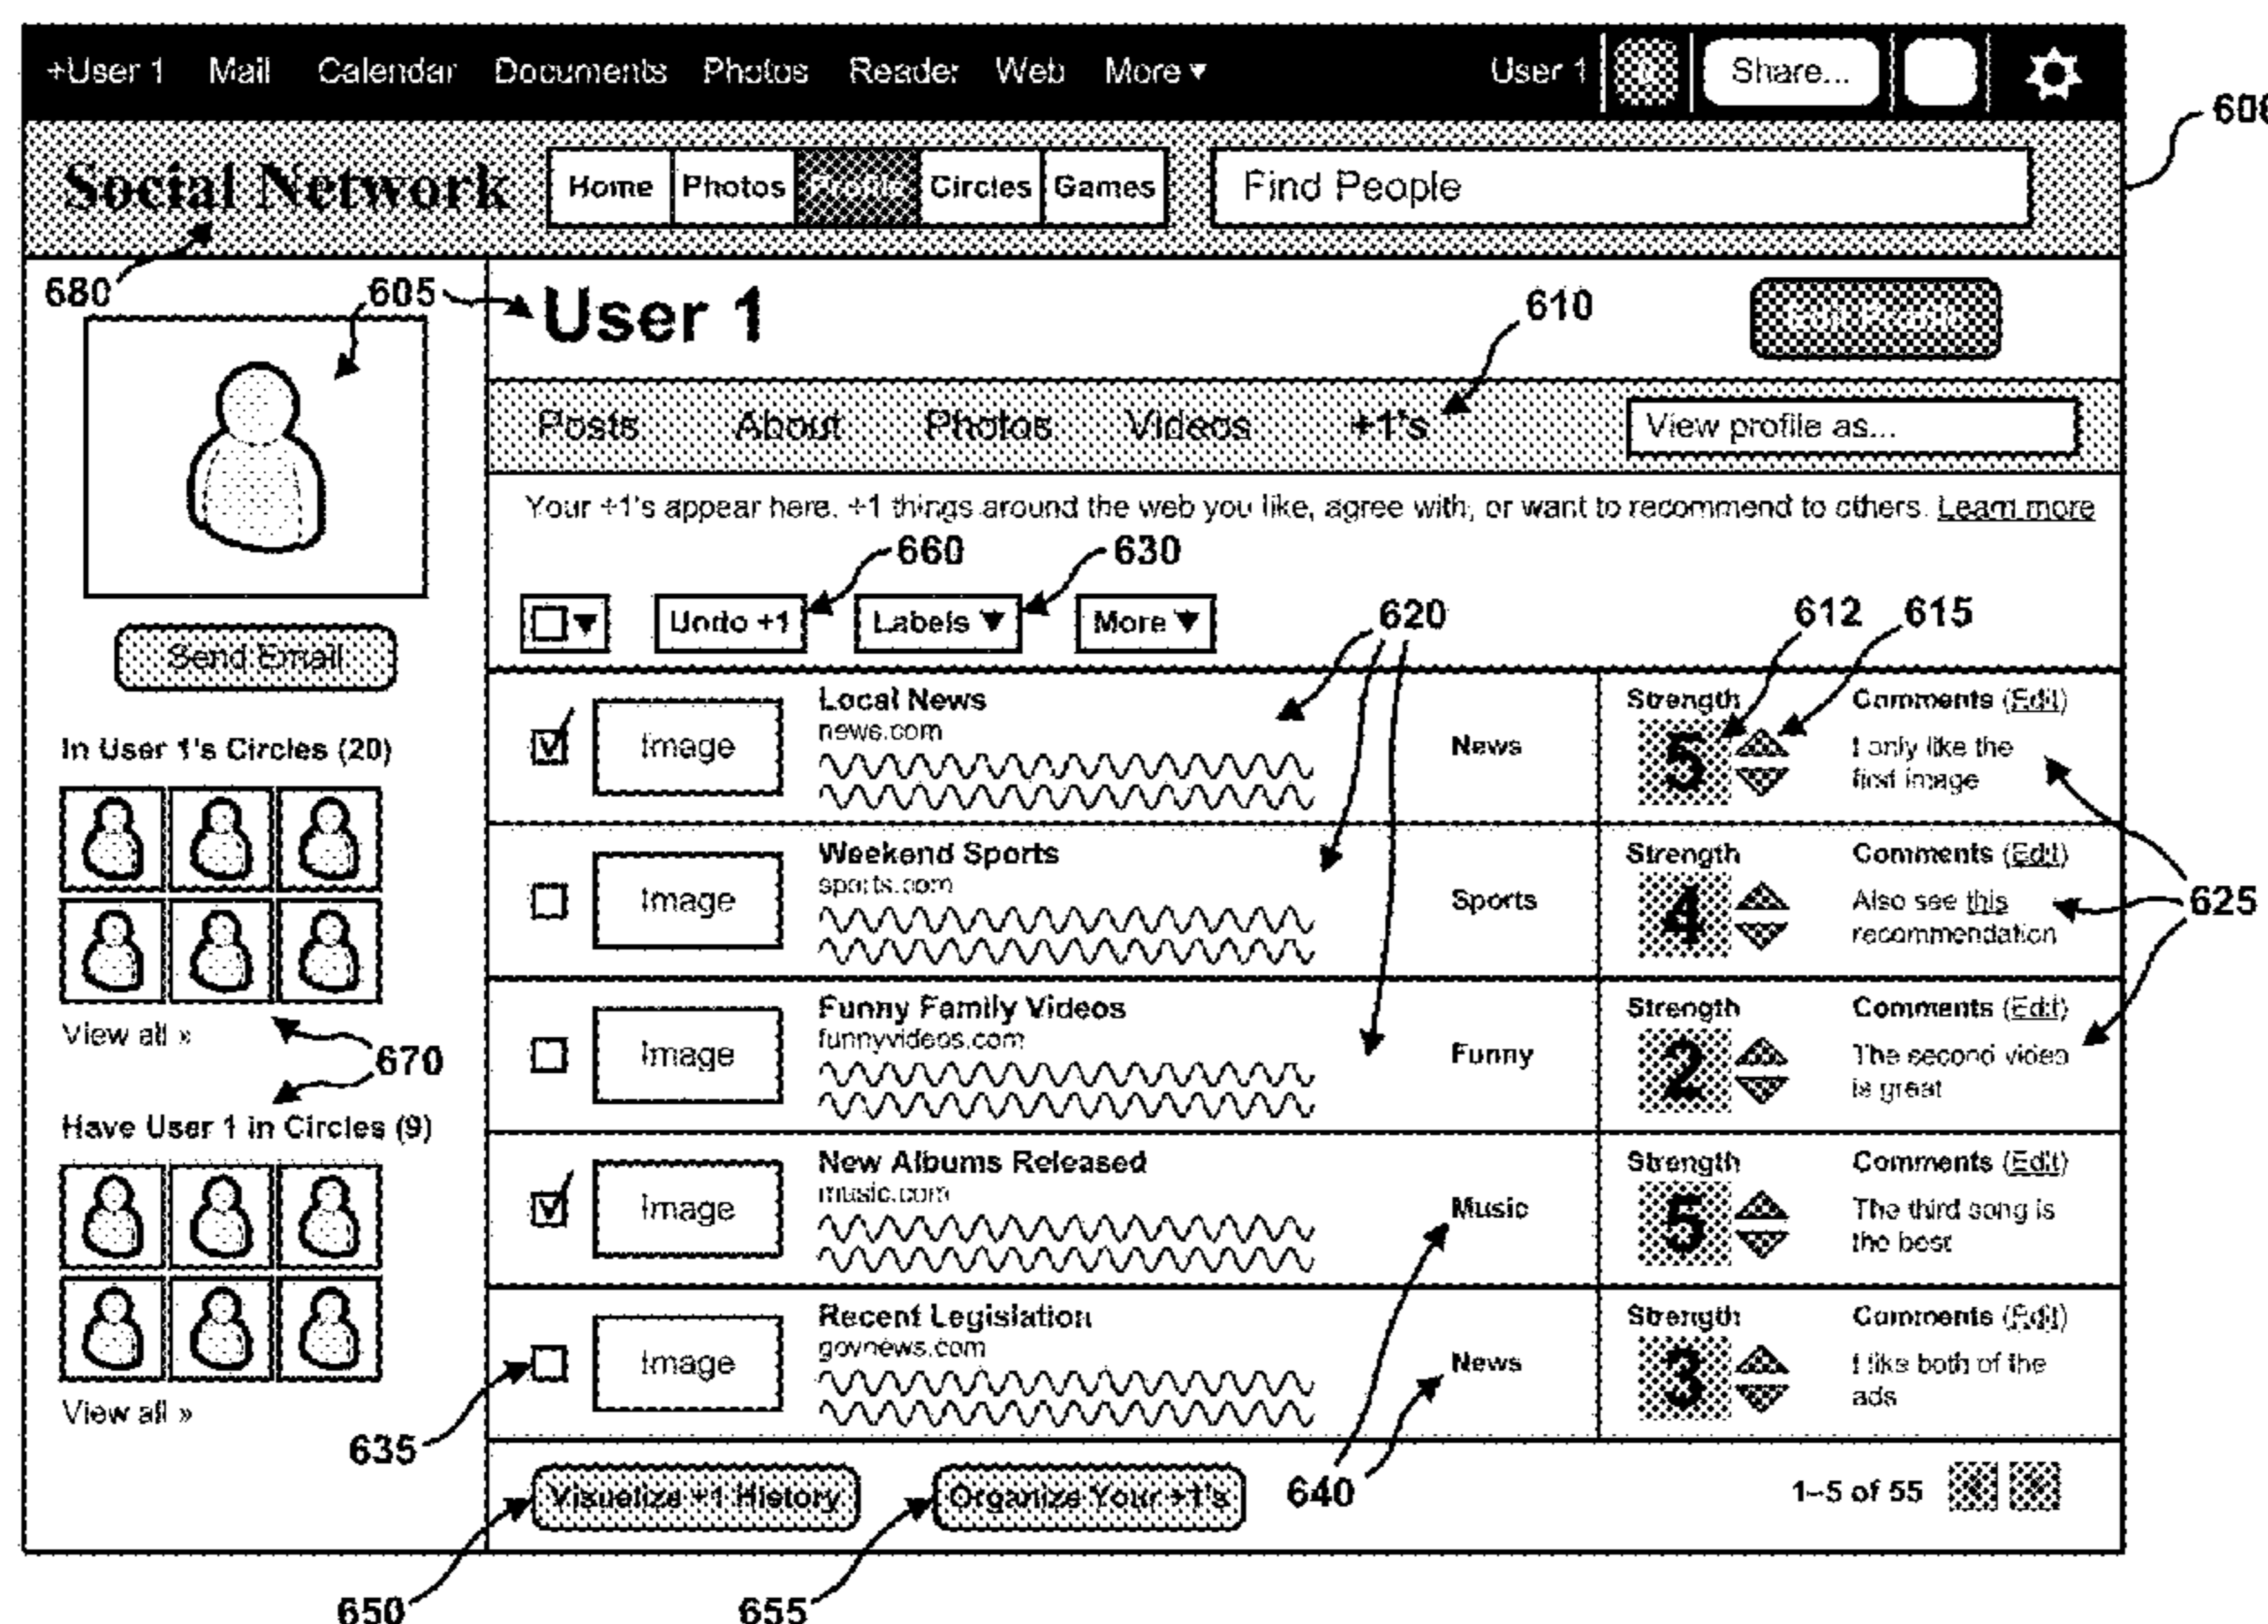 +User 1 Mail Calendar Documents Photos Reader Web More ▾ User 1 Share...
Social Network Home Photos Profile Circles Games Find People
680 605 User 1 610 Edit Profile
Posts About Photos Videos +1's View profile as...
Your +1's appear here. +1 things around the web you like, agree with, or want to recommend to others. Learn more
660 630
Undo +1 Labels ▼ More ▼ 620 612 615
Send Email
In User 1's Circles (20)
View all »
670
Have User 1 in Circles (9)
View all »
Local News
news.com
Image
News
Strength
5
Comments (Edit)
I only like the
first image
Weekend Sports
sports.com
Image
Sports
Strength
4
Comments (Edit)
Also see this
recommendation
625
Funny Family Videos
funnyvideos.com
Image
Funny
Strength
2
Comments (Edit)
The second video
is great
New Albums Released
music.com
Image
Music
Strength
5
Comments (Edit)
The third song is
the best
Recent Legislation
govnews.com
Image
News
Strength
3
Comments (Edit)
I like both of the
ads
635
Visualize +1 History Organize Your +1's 640 1–5 of 55
650 655